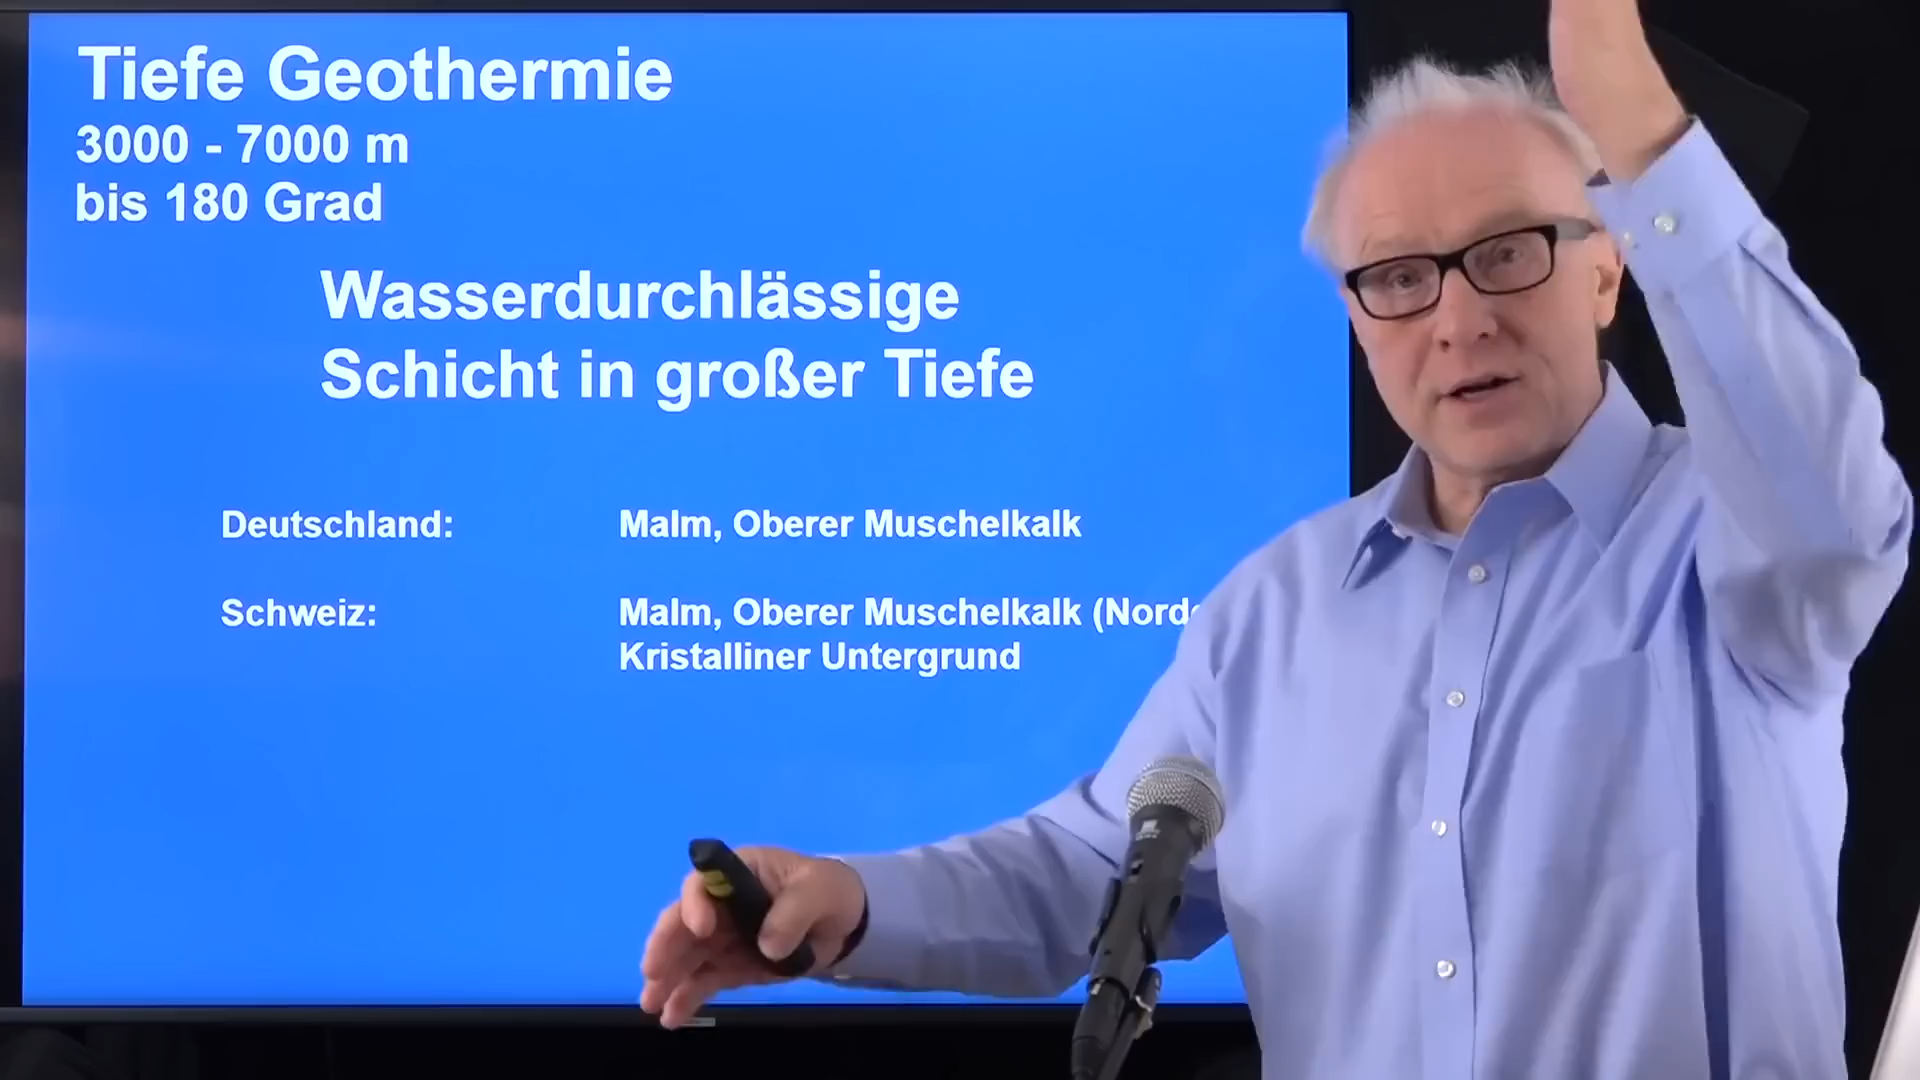 Tiefe Geothermie
3000 - 7000 m
bis 180 Grad
Wasserdurchlässige
Schicht in großer Tiefe
Deutschland: Malm, Oberer Muschelkalk
Schweiz: Malm, Oberer Muschelkalk
Kristalliner Untergrund